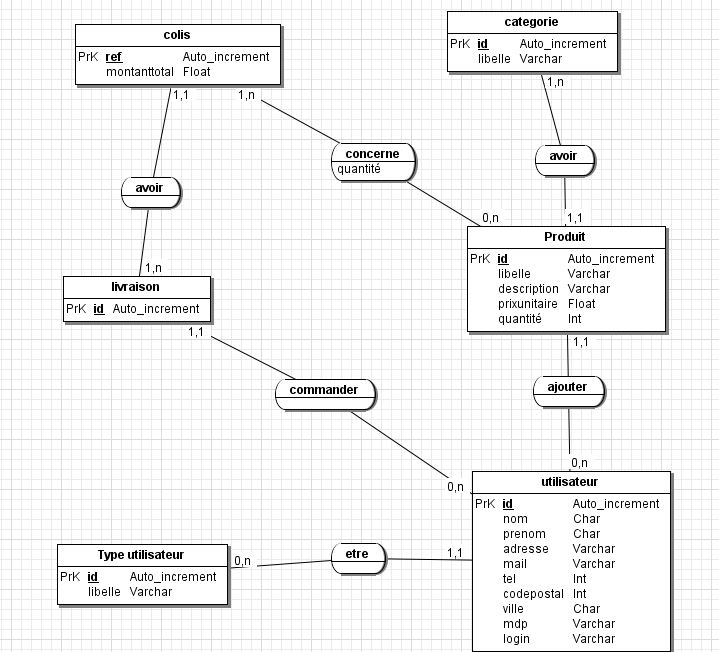 colis
PrK ref Auto_increment
montanttotal Float
1,1
1,n
categorie
PrK id Auto_increment
libelle Varchar
1,n
concerne
quantité
avoir
avoir
0,n
1,1
1,n
Produit
PrK id Auto_increment
libelle Varchar
description Varchar
prixunitaire Float
quantité Int
livraison
PrK id Auto_increment
1,1
1,1
commander
ajouter
0,n
0,n
utilisateur
PrK id Auto_increment
nom Char
prenom Char
adresse Varchar
mail Varchar
tel Int
codepostal Int
ville Char
mdp Varchar
login Varchar
Type utilisateur
PrK id Auto_increment
libelle Varchar
0,n
etre
1,1